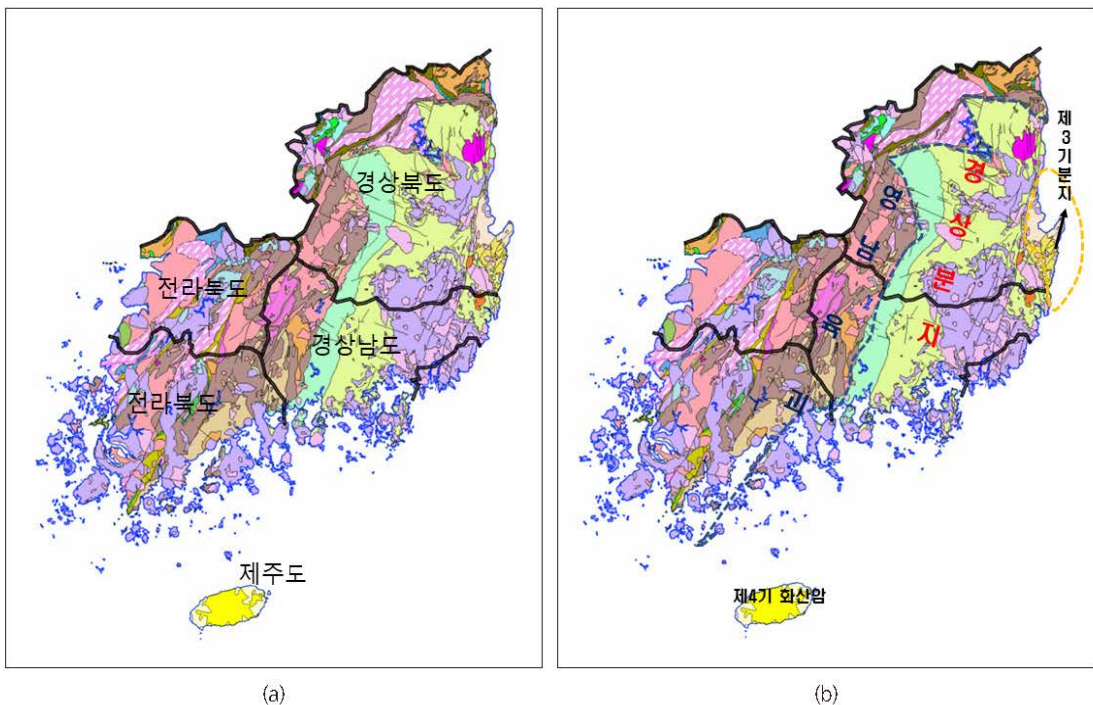 경상북도
전라북도
경상남도
전라북도
제주도
(a)
제3기분지
경상분지
영남육괴
제4기 화산암
(b)